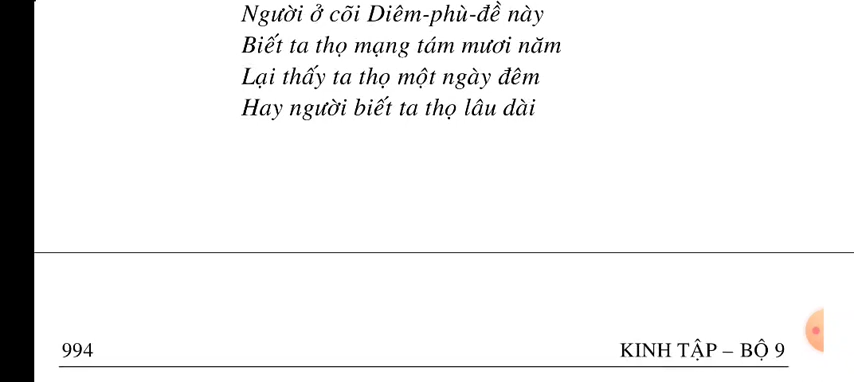 Người ở cõi Diêm-phù-đề này
Biết ta thọ mạng tám mươi năm
Lại thấy ta thọ một ngày đêm
Hay người biết ta thọ lâu dài
994 KINH TẬP – BỘ 9